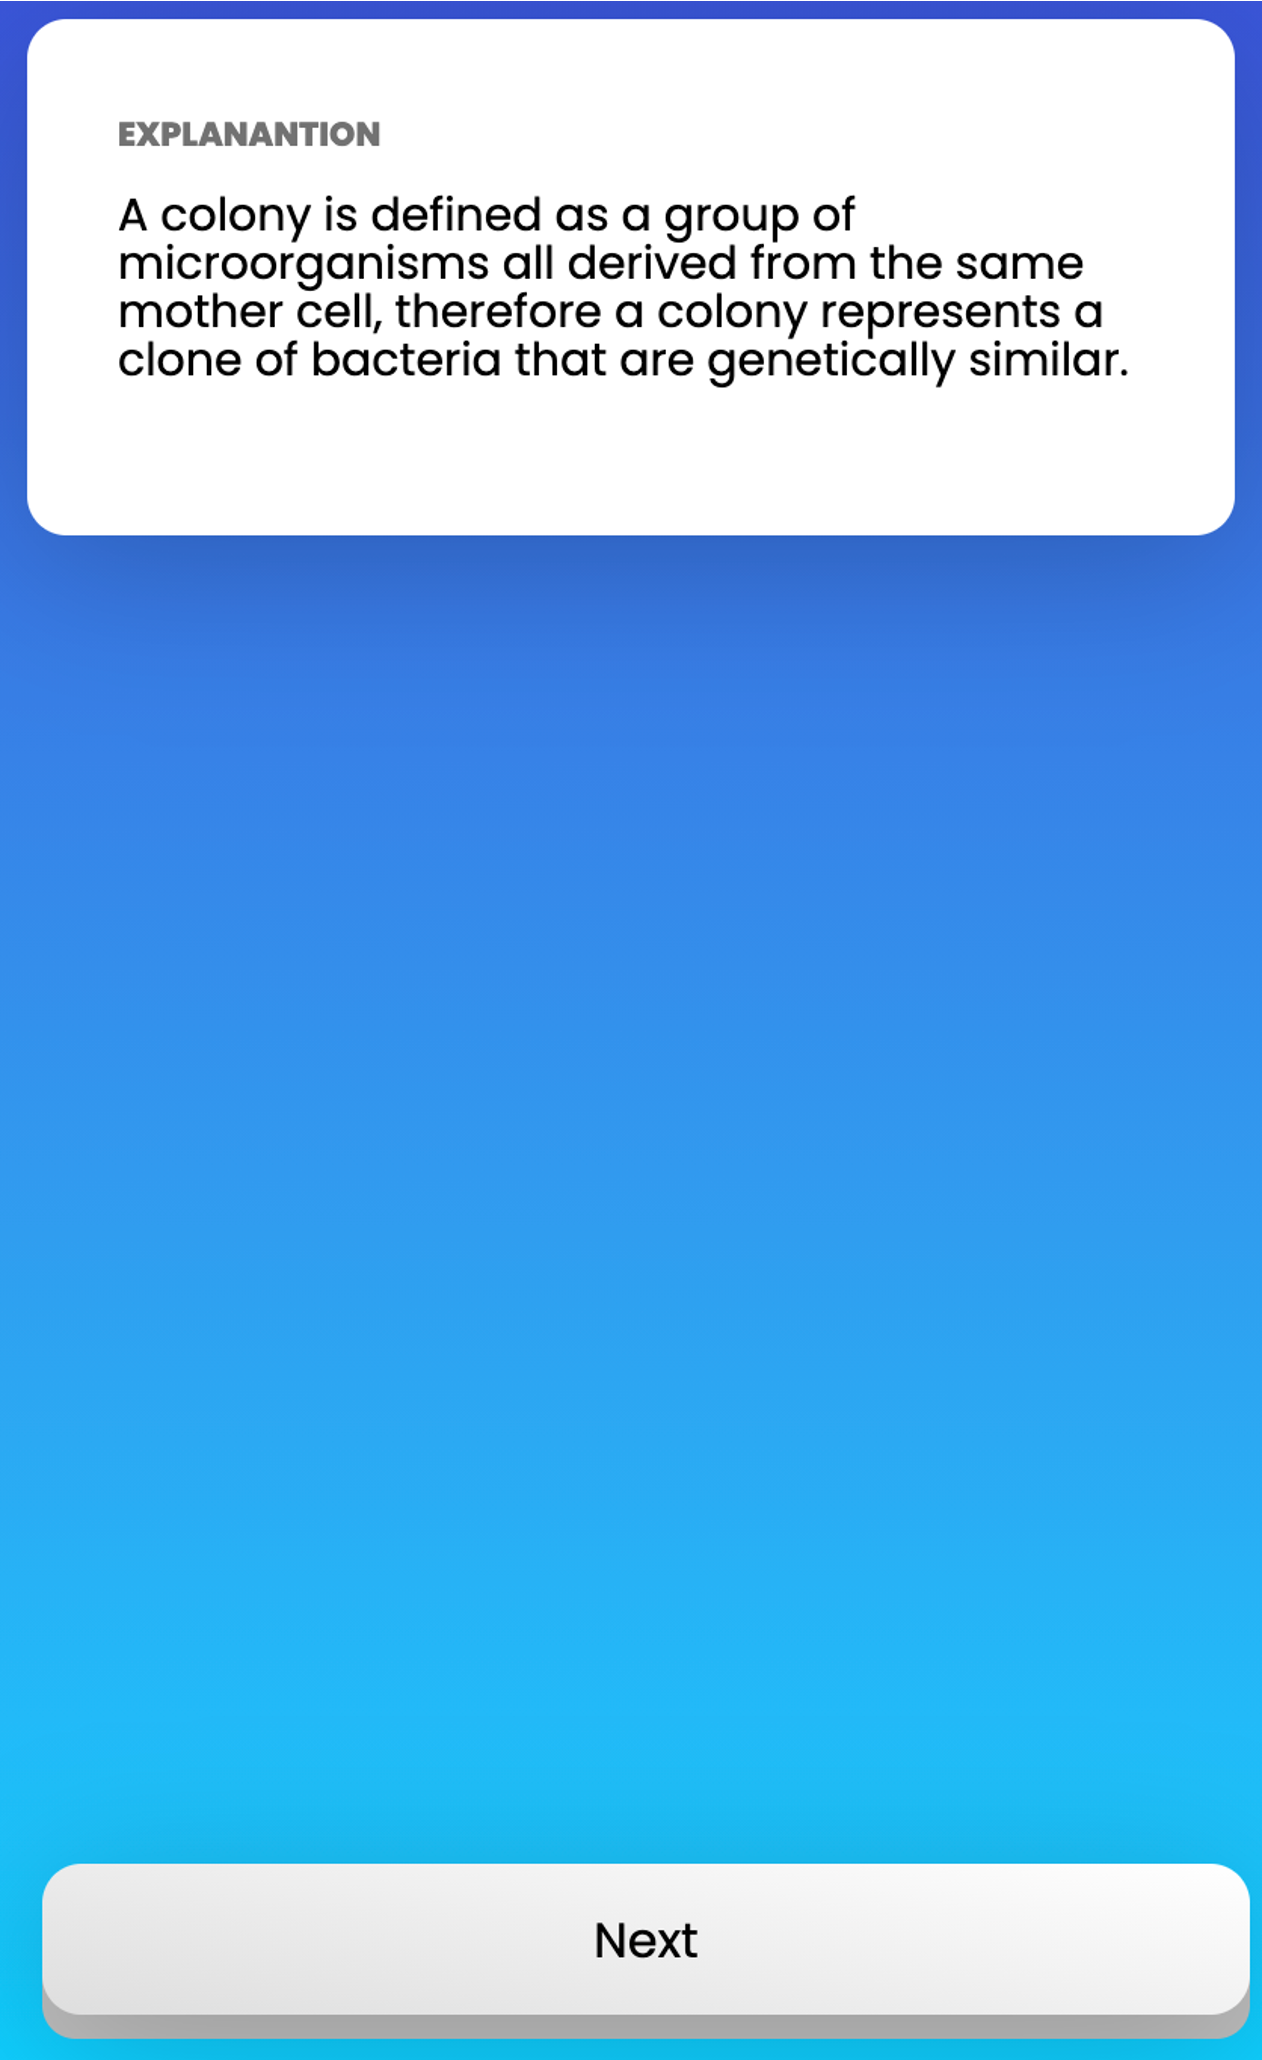 EXPLANANTION
A colony is defined as a group of
microorganisms all derived from the same
mother cell, therefore a colony represents a
clone of bacteria that are genetically similar.
Next